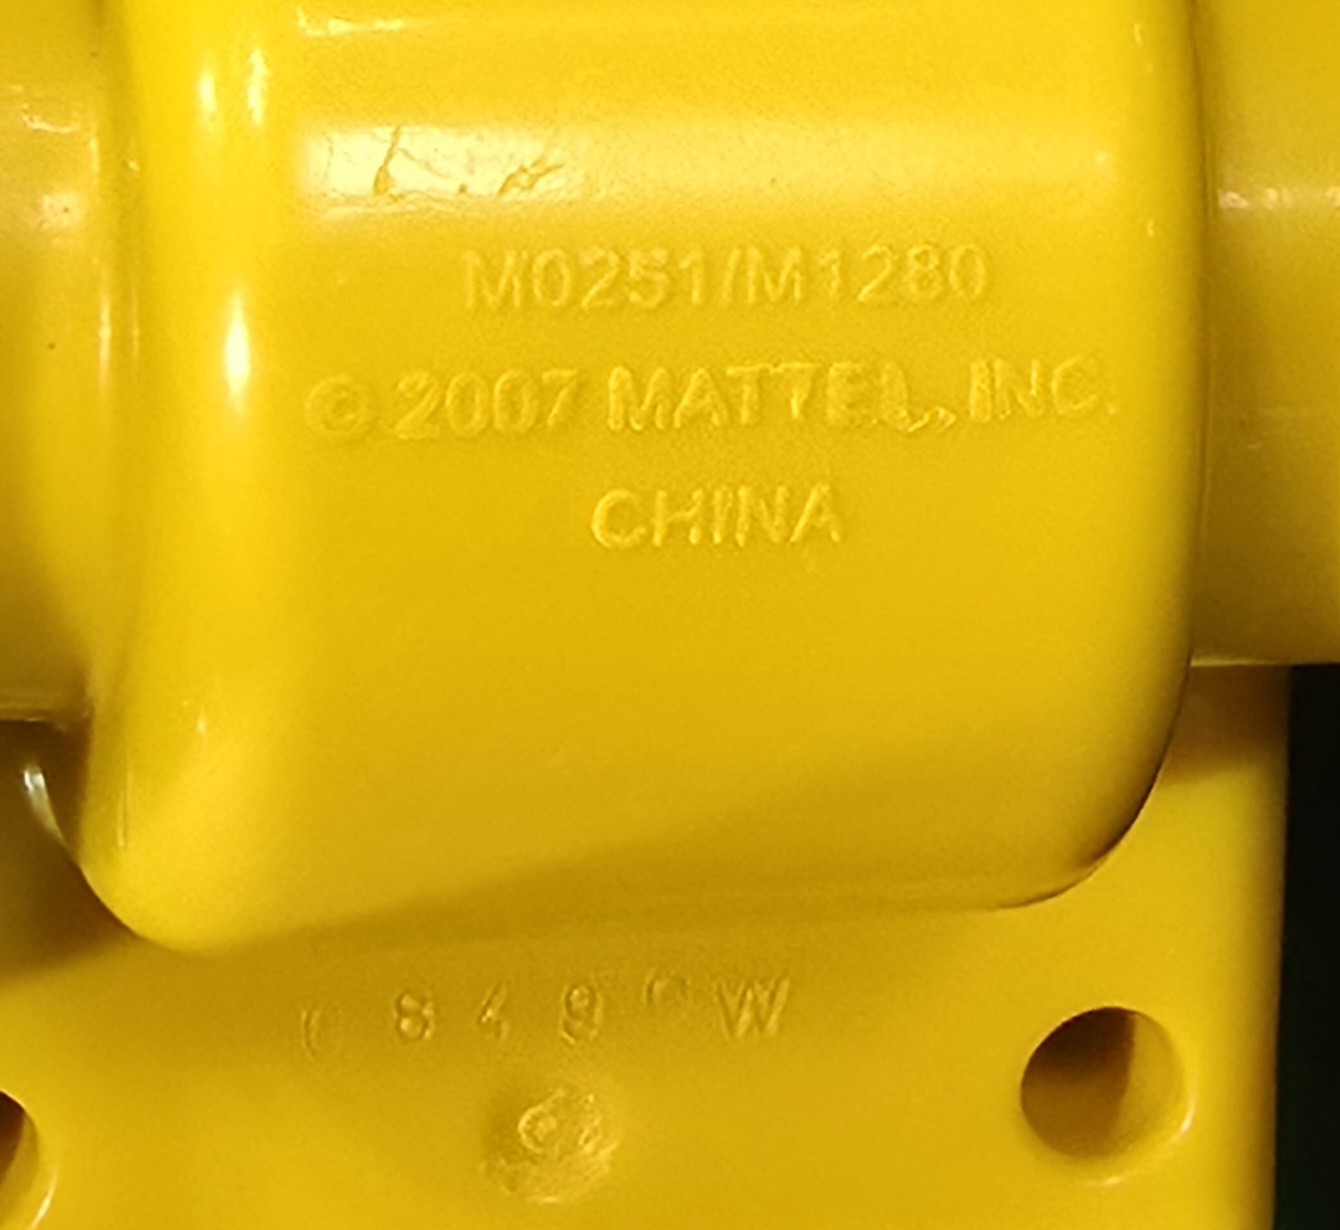 M0251/M1280
© 2007 MATTEL, INC.
CHINA